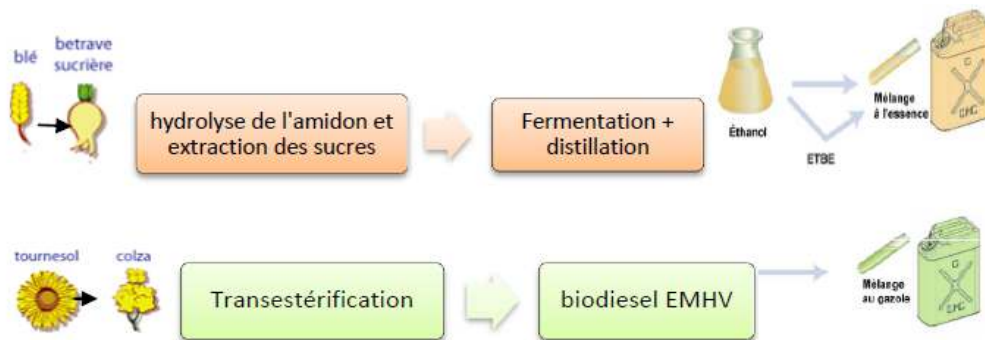 blé
betrave
sucrière
hydrolyse de l'amidon et
extraction des sucres
Fermentation +
distillation
Éthanol
ETBE
Mélange
à l'essence
G
tournesol
colza
Transestérification
biodiesel EMHV
Mélange
au gazole
G